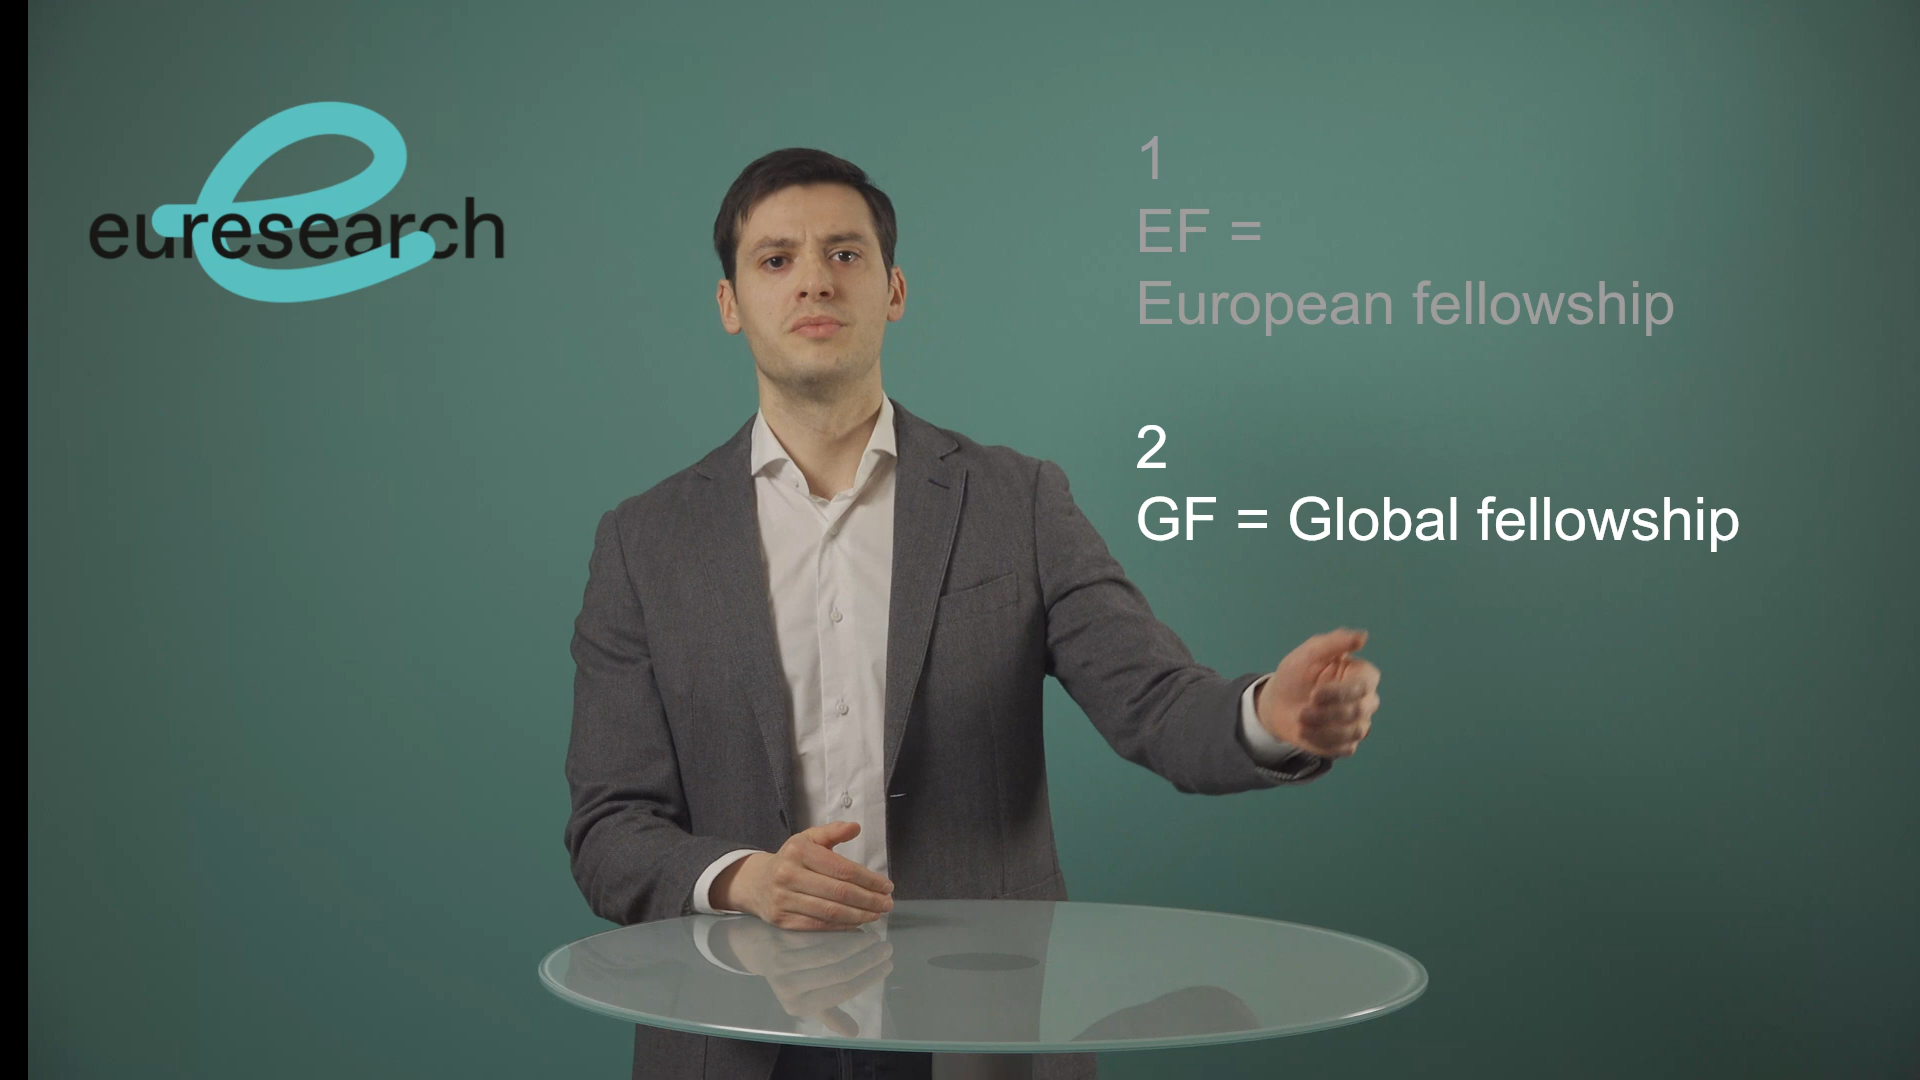 euresearch
1
EF =
European fellowship
2
GF = Global fellowship